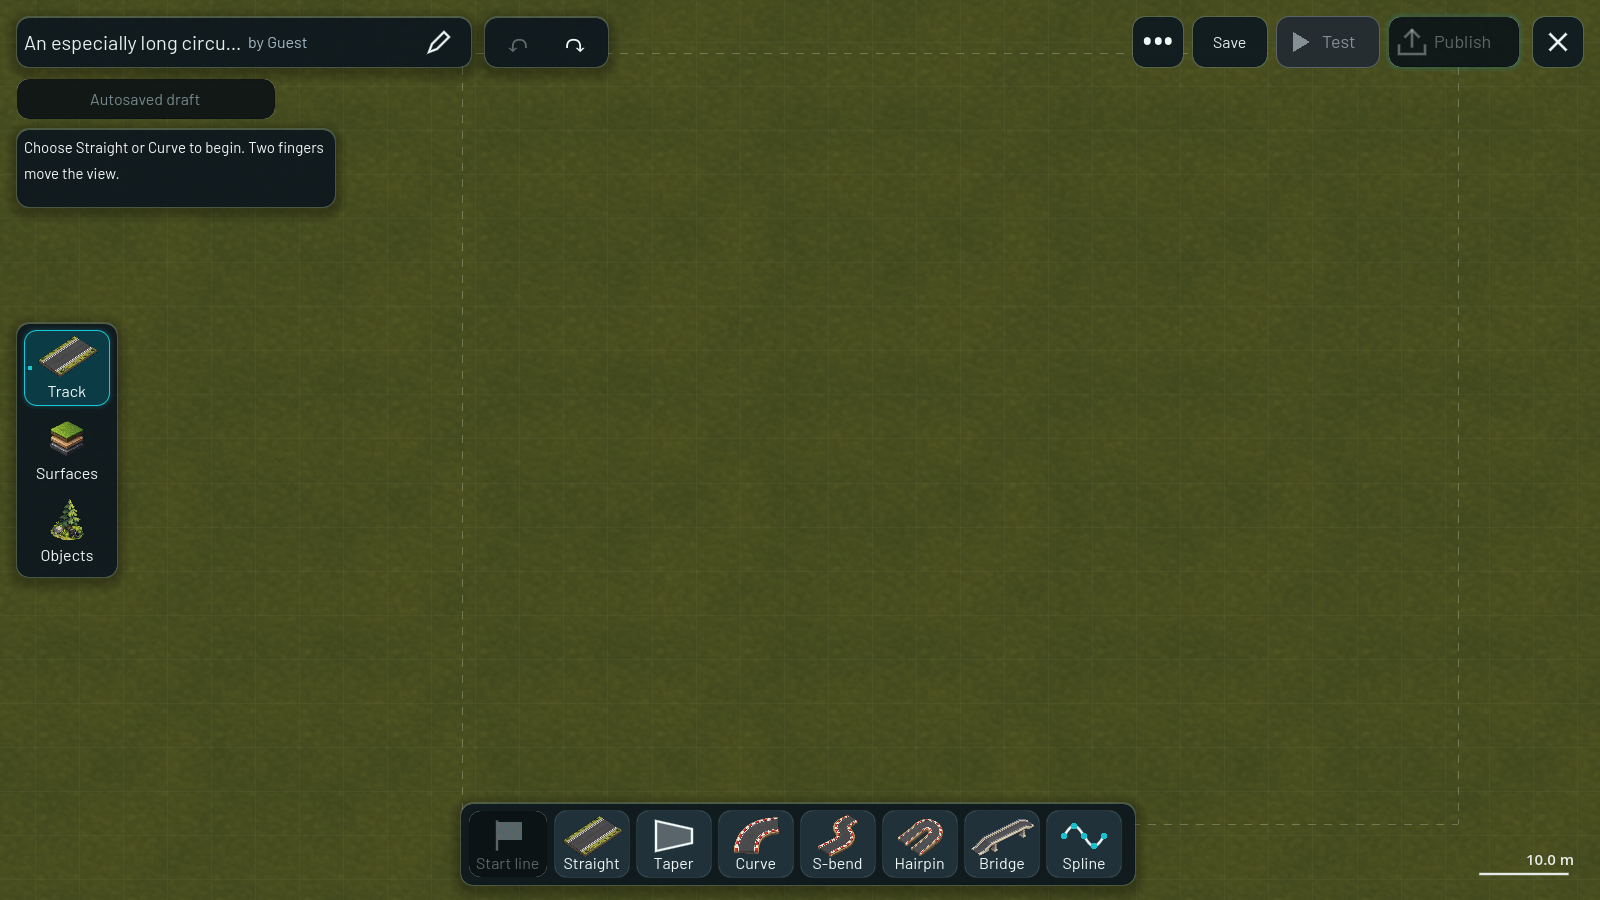 An especially long circu... by Guest
Save
Test
Publish
Autosaved draft
Choose Straight or Curve to begin. Two fingers
move the view.
Track
Surfaces
Objects
Start line
Straight
Taper
Curve
S-bend
Hairpin
Bridge
Spline
10.0 m